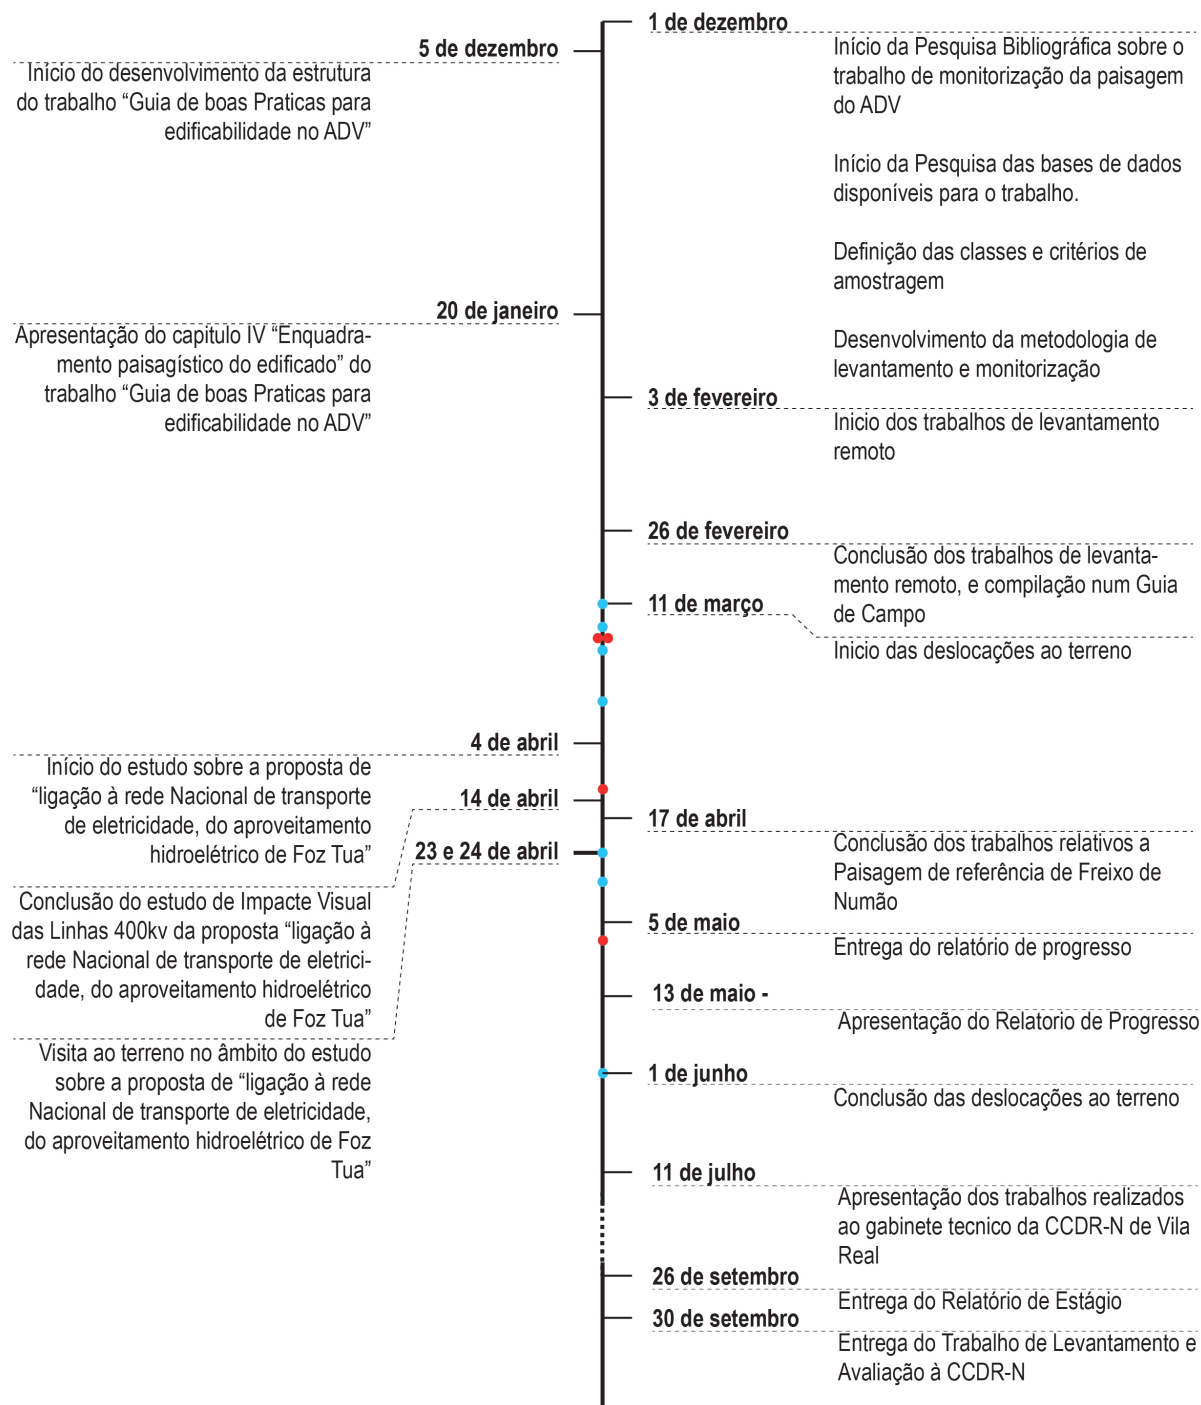 1 de dezembro
Início da Pesquisa Bibliográfica sobre o
trabalho de monitorização da paisagem
do ADV
Início da Pesquisa das bases de dados
disponíveis para o trabalho.
Definição das classes e critérios de
amostragem
Desenvolvimento da metodologia de
levantamento e monitorização
5 de dezembro
Início do desenvolvimento da estrutura
do trabalho “Guia de boas Praticas para
edificabilidade no ADV”
20 de janeiro
Apresentação do capitulo IV “Enquadra-
mento paisagístico do edificado” do
trabalho “Guia de boas Praticas para
edificabilidade no ADV”
3 de fevereiro
Inicio dos trabalhos de levantamento
remoto
26 de fevereiro
Conclusão dos trabalhos de levanta-
mento remoto, e compilação num Guia
de Campo
11 de março
Inicio das deslocações ao terreno
4 de abril
Início do estudo sobre a proposta de
“ligação à rede Nacional de transporte
de eletricidade, do aproveitamento
hidroelétrico de Foz Tua”
14 de abril
Conclusão do estudo de Impacte Visual
das Linhas 400kv da proposta “ligação à
rede Nacional de transporte de eletrici-
dade, do aproveitamento hidroelétrico
de Foz Tua”
17 de abril
Conclusão dos trabalhos relativos a
Paisagem de referência de Freixo de
Numão
23 e 24 de abril
Visita ao terreno no âmbito do estudo
sobre a proposta de “ligação à rede
Nacional de transporte de eletricidade,
do aproveitamento hidroelétrico de Foz
Tua”
5 de maio
Entrega do relatório de progresso
13 de maio -
Apresentação do Relatorio de Progresso
1 de junho
Conclusão das deslocações ao terreno
11 de julho
Apresentação dos trabalhos realizados
ao gabinete tecnico da CCDR-N de Vila
Real
26 de setembro
Entrega do Relatório de Estágio
30 de setembro
Entrega do Trabalho de Levantamento e
Avaliação à CCDR-N